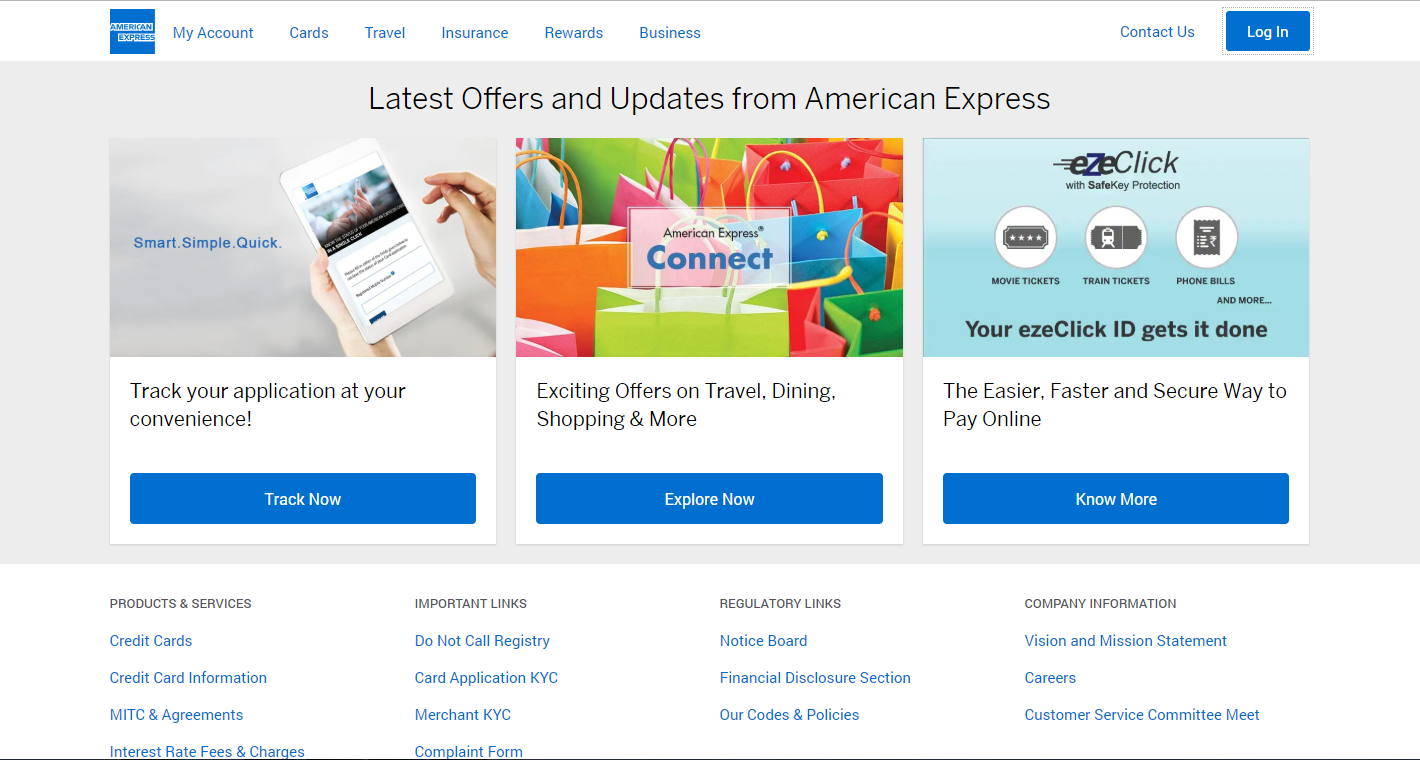 AMERICAN
EXPRESS
My Account
Cards
Travel
Insurance
Rewards
Business
Contact Us
Log In
Latest Offers and Updates from American Express
Smart.Simple.Quick.
IN A SINGLE CLICK
Registered Mobile Number
American Express®
Connect
ezeClick
with SafeKey Protection
MOVIE TICKETS
TRAIN TICKETS
PHONE BILLS
AND MORE...
Your ezeClick ID gets it done
Track your application at your
convenience!
Track Now
Exciting Offers on Travel, Dining,
Shopping & More
Explore Now
The Easier, Faster and Secure Way to
Pay Online
Know More
PRODUCTS & SERVICES
Credit Cards
Credit Card Information
MITC & Agreements
Interest Rate Fees & Charges
IMPORTANT LINKS
Do Not Call Registry
Card Application KYC
Merchant KYC
Complaint Form
REGULATORY LINKS
Notice Board
Financial Disclosure Section
Our Codes & Policies
COMPANY INFORMATION
Vision and Mission Statement
Careers
Customer Service Committee Meet